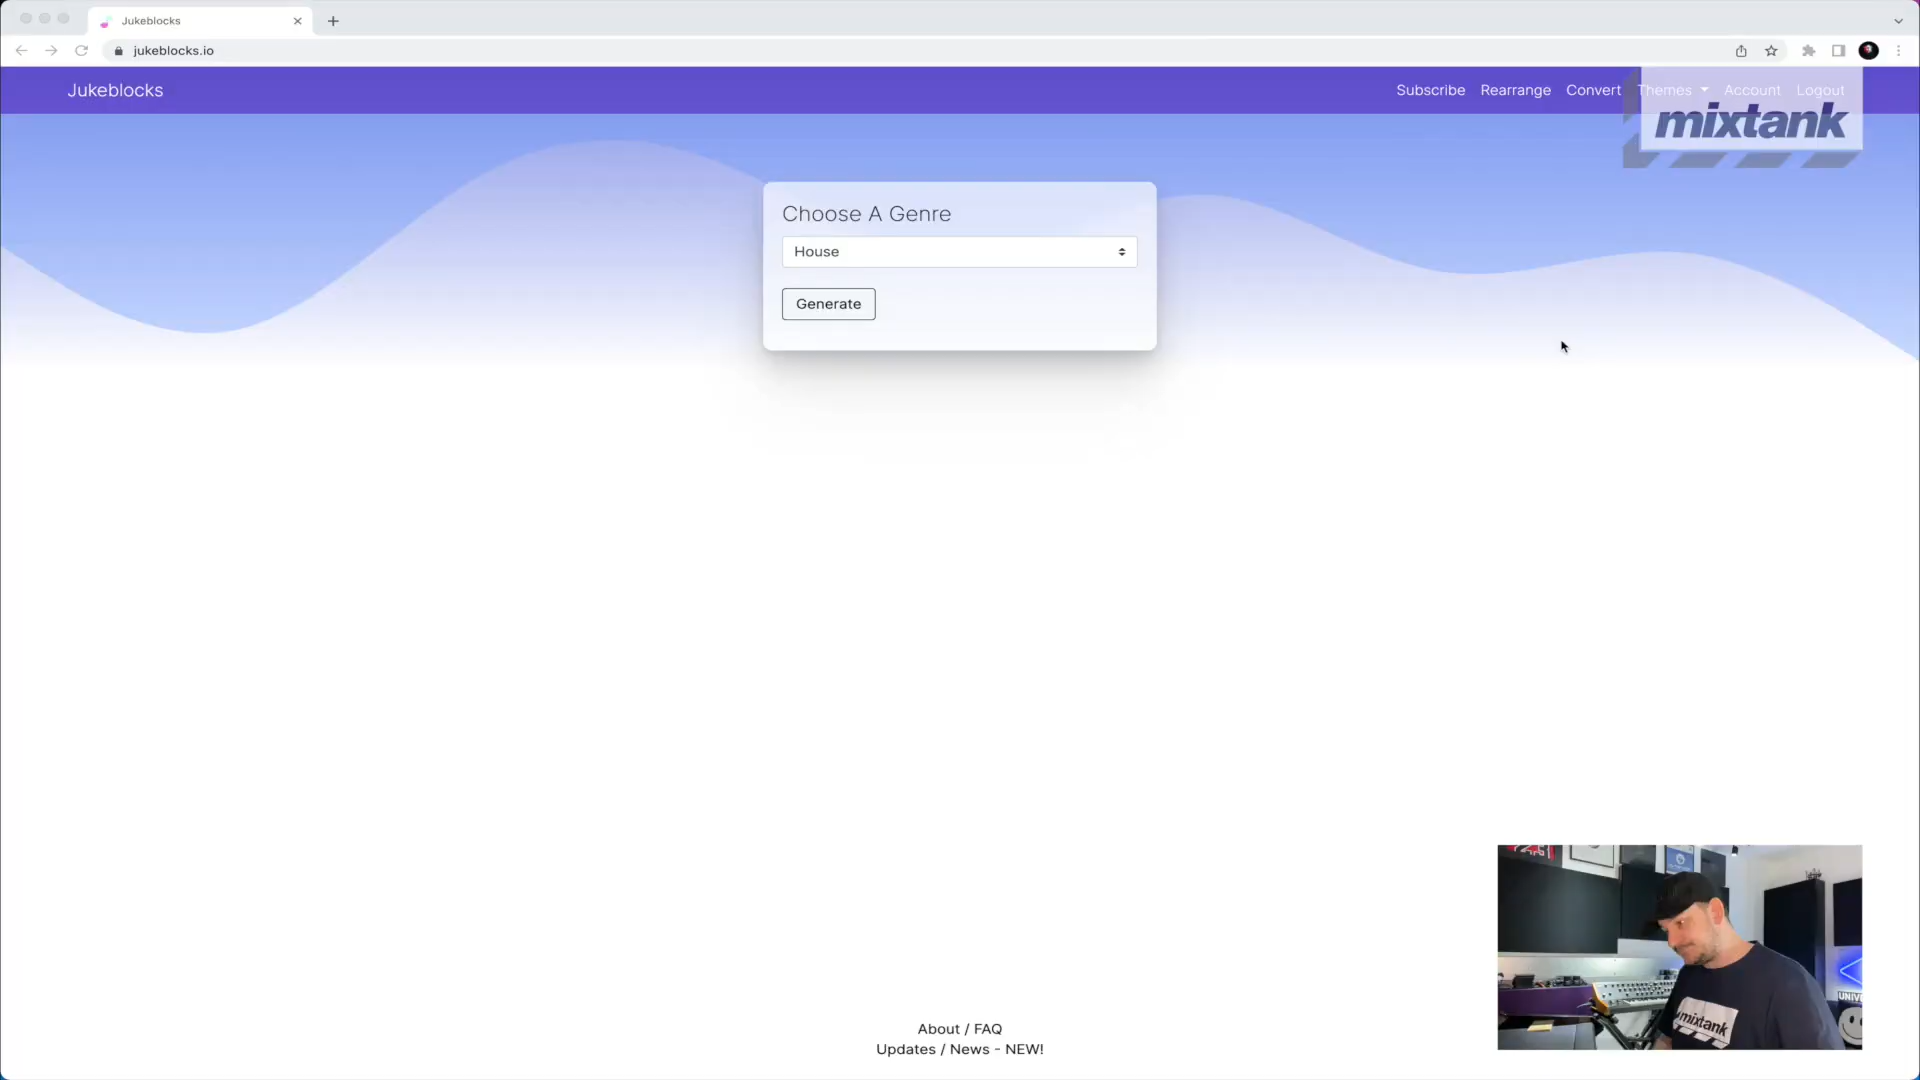 Jukeblocks
jukeblocks.io
Jukeblocks
Subscribe Rearrange Convert Themes Account Logout
mixtank
Choose A Genre
House
Generate
mixtank
About / FAQ
Updates / News - NEW!